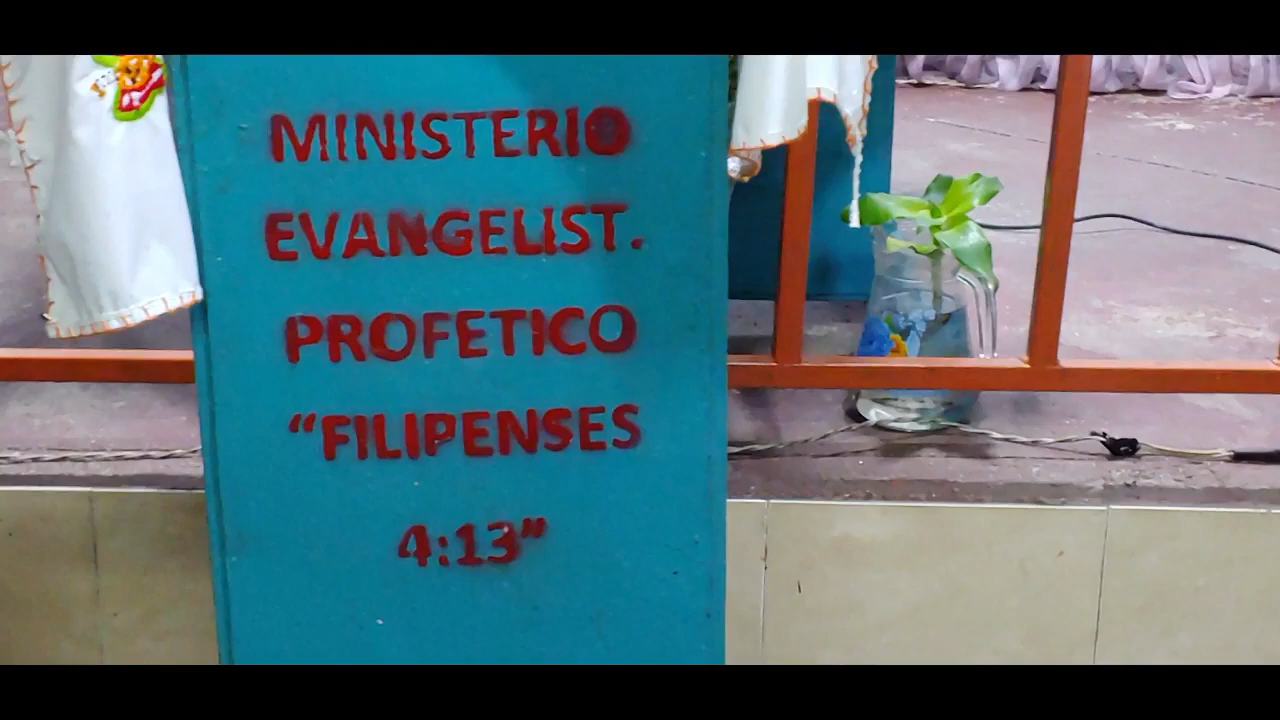 MINISTERIO
EVANGELIST.
PROFETICO
“FILIPENSES
4:13”